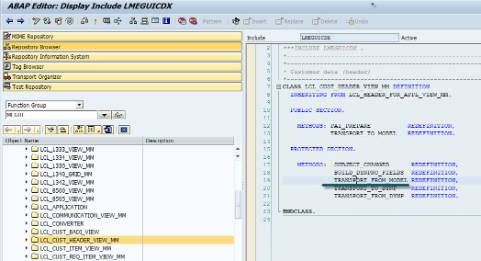 ABAP Editor: Display Include LMEGUICDX
Pattern
Insert
Replace
Delete
Undo
MIME Repository
Repository Browser
Repository Information System
Tag Browser
Transport Organizer
Test Repository
Function Group
MEGUI
Object Name
Description
LCL_1333_VIEW_MM
LCL_1334_VIEW_MM
LCL_1339_VIEW_MM
LCL_1340_GRID_MM
LCL_1342_VIEW_MM
LCL_8500_VIEW_MM
LCL_8505_VIEW_MM
LCL_APPLICATION
LCL_COMMUNICATION_VIEW_MM
LCL_CONVERTER
LCL_CUST_BADI_VIEW
LCL_CUST_HEADER_VIEW_MM
LCL_CUST_ITEM_VIEW_MM
LCL_CUST_REQ_ITEM_VIEW_MM
Include
LMEGUICDX
Active
***INCLUDE LMEGUICDX .
* Customer data (header)
CLASS LCL_CUST_HEADER_VIEW_MM DEFINITION
INHERITING FROM LCL_HEADER_FOR_APPL_VIEW_MM.
PUBLIC SECTION.
METHODS: PAI_PREPARE REDEFINITION,
TRANSPORT_TO_MODEL REDEFINITION.
PROTECTED SECTION.
METHODS: SUBJECT_CHANGED REDEFINITION,
BUILD_DYNPRO_FIELDS REDEFINITION,
TRANSPORT_FROM_MODEL REDEFINITION,
TRANSPORT_TO_DYNP REDEFINITION,
TRANSPORT_FROM_DYNP REDEFINITION.
ENDCLASS.